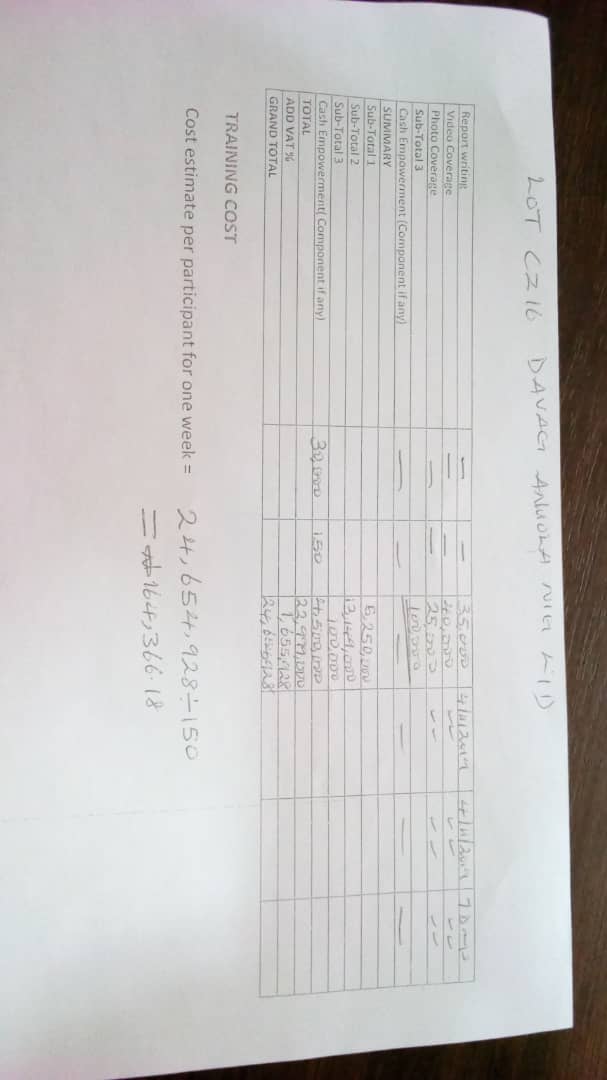 LOT CZ16 DAVAG ANUOLA NIG LTD
Report writing — — 35,000 4/11/2019 4/11/2019 7 Days
Video Coverage — — 40,000 " " "
Photo Coverage — — 25,000 " " "
Sub-Total 3 100,000
Cash Empowerment (Component if any) — — — — — —
SUMMARY
Sub-Total 1 5,250,000
Sub-Total 2 13,149,000
Sub-Total 3 100,000
Cash Empowerment( Component if any) 30,000 150 4,500,000
TOTAL 22,999,000
ADD VAT % 1,655,928
GRAND TOTAL
TRAINING COST
Cost estimate per participant for one week = 24,654,928÷150
= ₦164,366.18